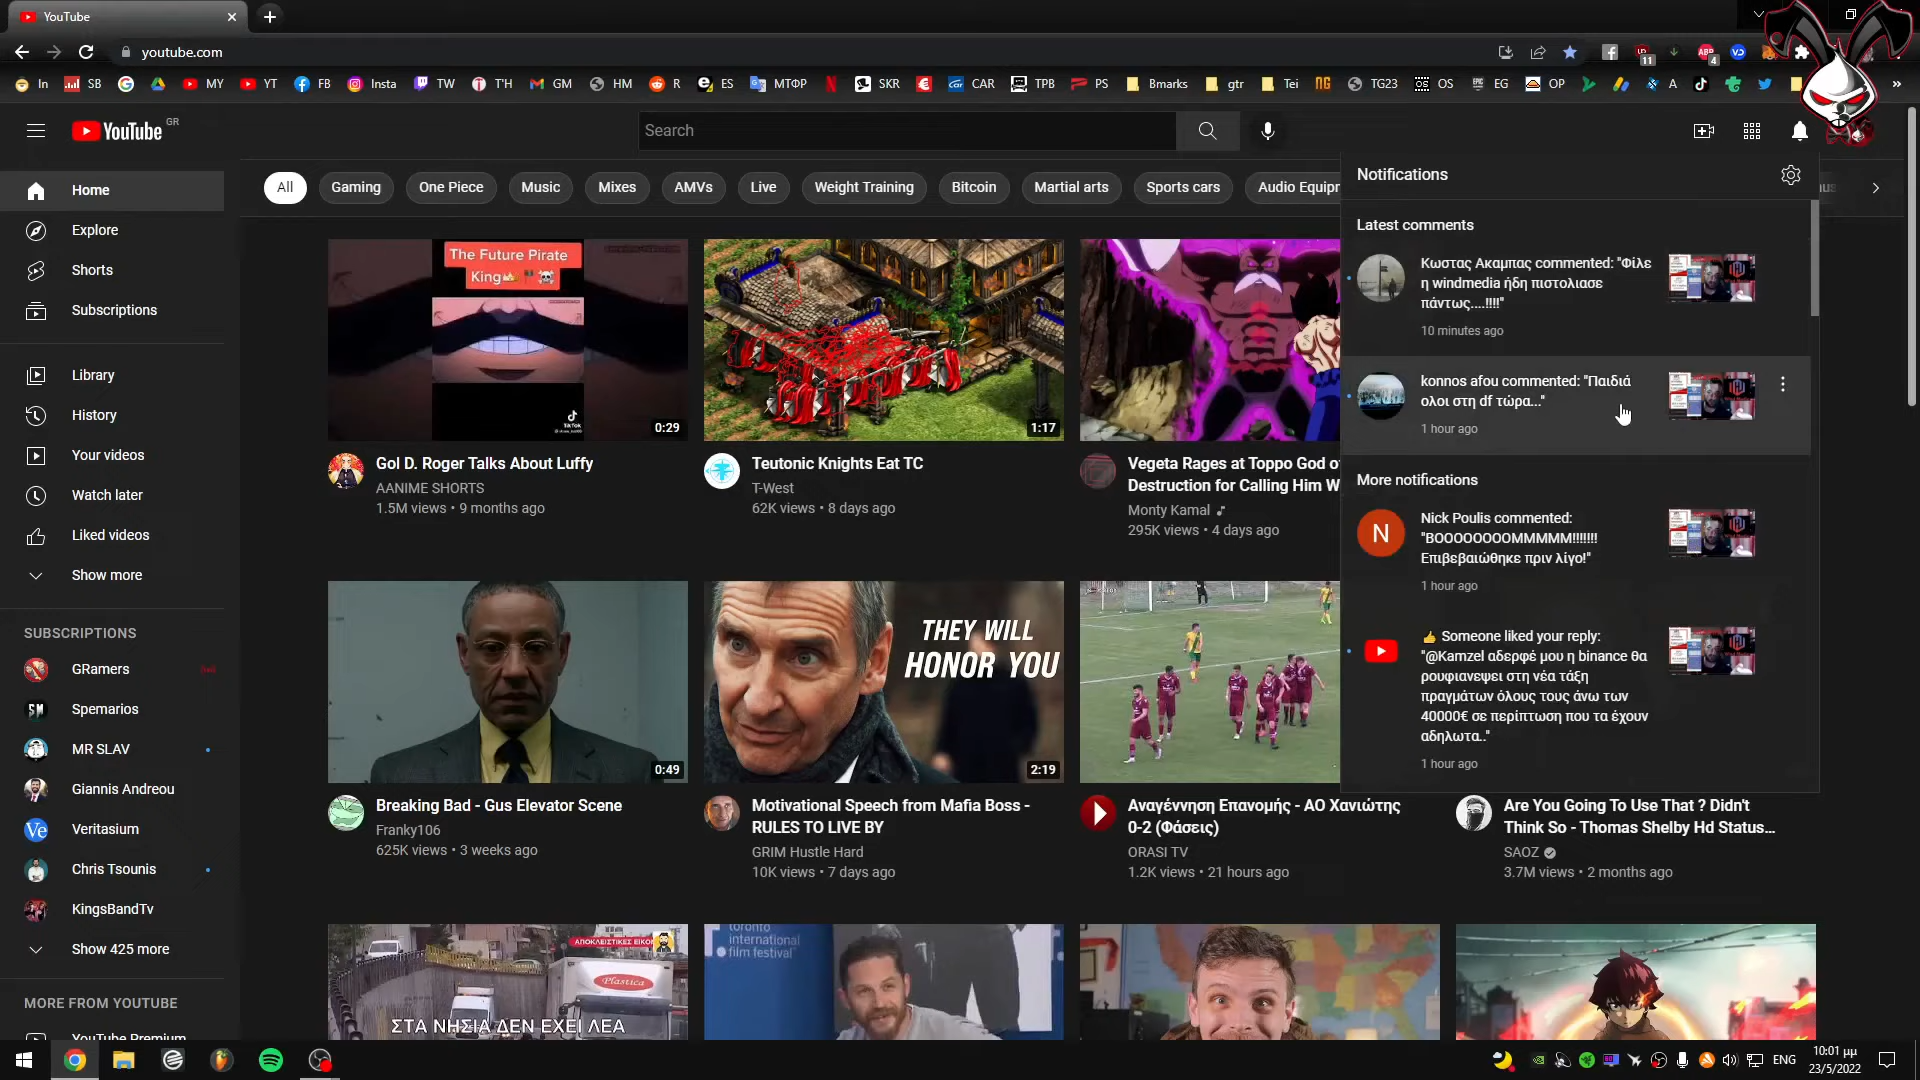 YouTube
youtube.com
11
4
In
SB
MY
YT
FB
Insta
TW
T'H
GM
HM
R
ES
ΜΤΦΡ
SKR
CAR
TPB
PS
Bmarks
gtr
Tei
NG
TG23
OS
EG
OP
A
»
YouTube GR
Search
Home
Explore
Shorts
Subscriptions
Library
History
Your videos
Watch later
Liked videos
Show more
SUBSCRIPTIONS
GRamers
Spemarios
MR SLAV
Giannis Andreou
Veritasium
Chris Tsounis
KingsBandTv
Show 425 more
MORE FROM YOUTUBE
YouTube Premium
All
Gaming
One Piece
Music
Mixes
AMVs
Live
Weight Training
Bitcoin
Martial arts
Sports cars
The Future Pirate
King
TikTok
0:29
Gol D. Roger Talks About Luffy
AANIME SHORTS
1.5M views • 9 months ago
1:17
Teutonic Knights Eat TC
T-West
62K views • 8 days ago
Vegeta Rages at Toppo God o
Destruction for Calling Him W
Monty Kamal
295K views • 4 days ago
0:49
Breaking Bad - Gus Elevator Scene
Franky106
625K views • 3 weeks ago
THEY WILL
HONOR YOU
2:19
Motivational Speech from Mafia Boss -
RULES TO LIVE BY
GRIM Hustle Hard
10K views • 7 days ago
Αναγέννηση Επανομής - ΑΟ Χανιώτης
0-2 (Φάσεις)
ORASI TV
1.2K views • 21 hours ago
Are You Going To Use That ? Didn't
Think So - Thomas Shelby Hd Status...
SAOZ
3.7M views • 2 months ago
ΑΠΟΚΛΕΙΣΤΙΚΕΣ ΕΙΚΟ
Plastica
ΣΤΑ ΝΗΣΙΑ ΔΕΝ ΕΧΕΙ ΛΕΑ
toronto
international
film festival
Notifications
Latest comments
Κωστας Ακαμπας commented: "Φίλε
η windmedia ήδη πιστολιασε
πάντως....!!!!"
10 minutes ago
konnos afou commented: "Παιδιά
ολοι στη df τώρα..."
1 hour ago
More notifications
N
Nick Poulis commented:
"BOOOOOOOOMMMMM!!!!!!!
Επιβεβαιώθηκε πριν λίγο!"
1 hour ago
👍 Someone liked your reply:
"@Kamzel αδερφέ μου η binance θα
ρουφιανεψει στη νέα τάξη
πραγμάτων όλους τους άνω των
40000€ σε περίπτωση που τα έχουν
αδηλωτα.."
1 hour ago
ENG
10:01 μμ
23/5/2022